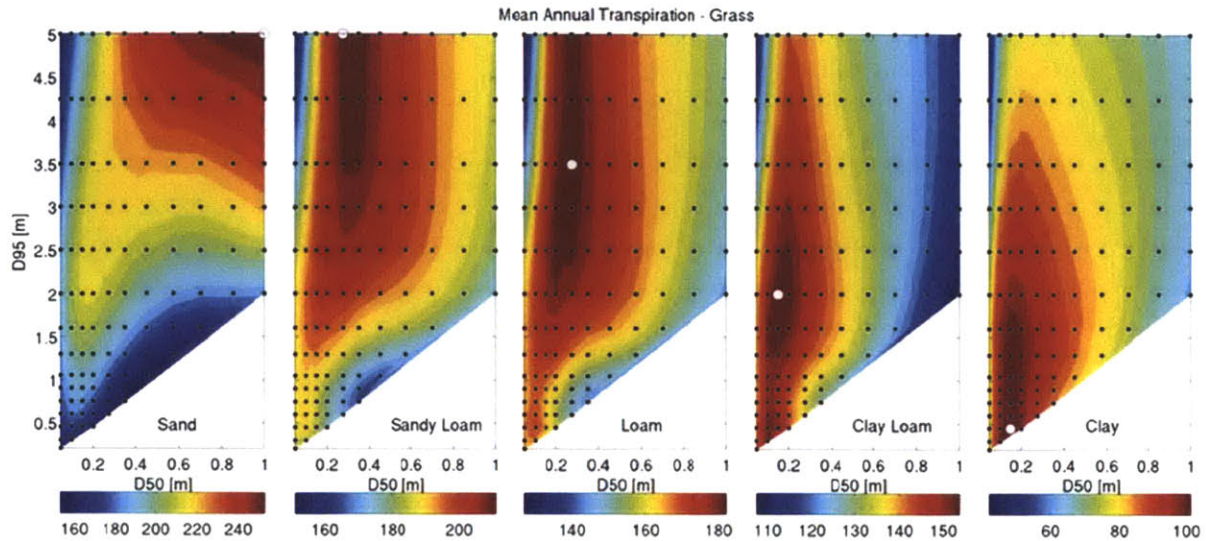 Mean Annual Transpiration - Grass
D95 [m]
5
4.5
4
3.5
3
2.5
2
1.5
1
0.5
Sand
Sandy Loam
Loam
Clay Loam
Clay
0.2 0.4 0.6 0.8 1
0.2 0.4 0.6 0.8 1
0.2 0.4 0.6 0.8 1
0.2 0.4 0.6 0.8 1
0.2 0.4 0.6 0.8 1
D50 [m]
D50 [m]
D50 [m]
D50 [m]
D50 [m]
160 180 200 220 240
160 180 200
140 160 180
110 120 130 140 150
60 80 100